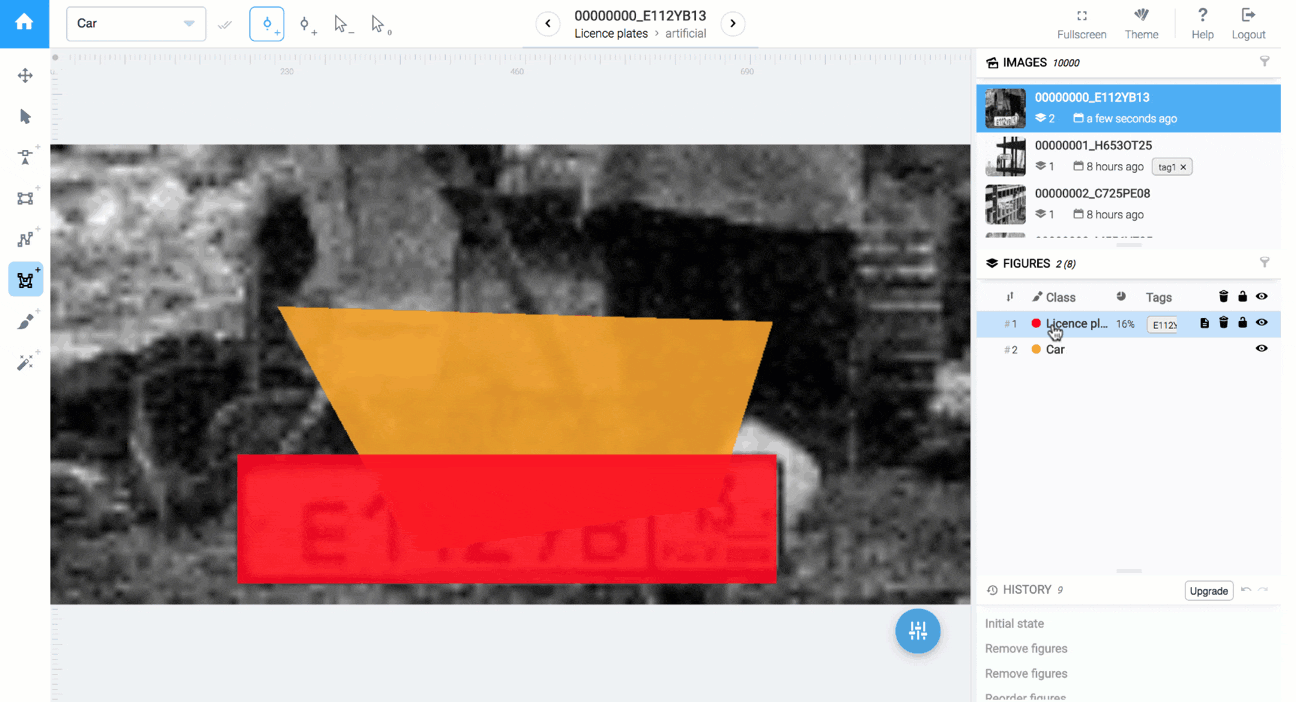 Car
00000000_E112YB13
Licence plates > artificial
Fullscreen
Theme
Help
Logout
230
460
690
IMAGES 10000
00000000_E112YB13
2 a few seconds ago
00000001_H653OT25
1 8 hours ago tag1 ×
00000002_C725PE08
1 8 hours ago
FIGURES 2 (8)
Class Tags
#1 Licence pl... 16% E112Y
#2 Car
HISTORY 9 Upgrade
Initial state
Remove figures
Remove figures
Reorder figures